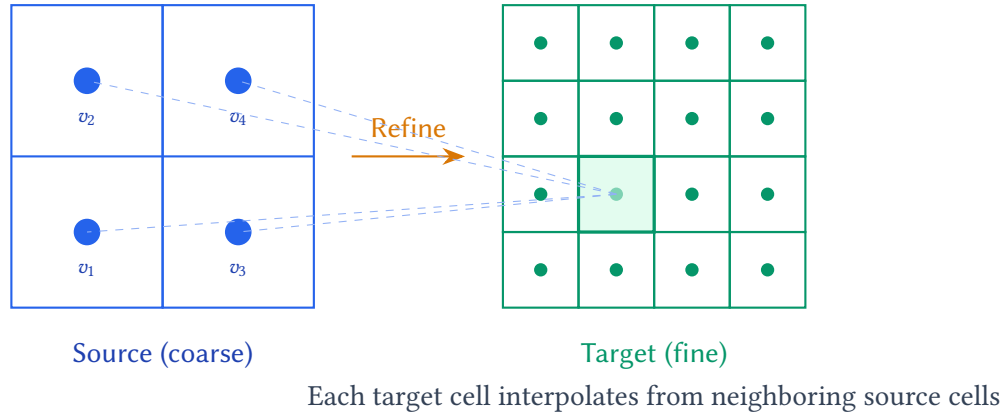 v₂
v₄
Refine
v₁
v₃
Source (coarse)
Target (fine)
Each target cell interpolates from neighboring source cells